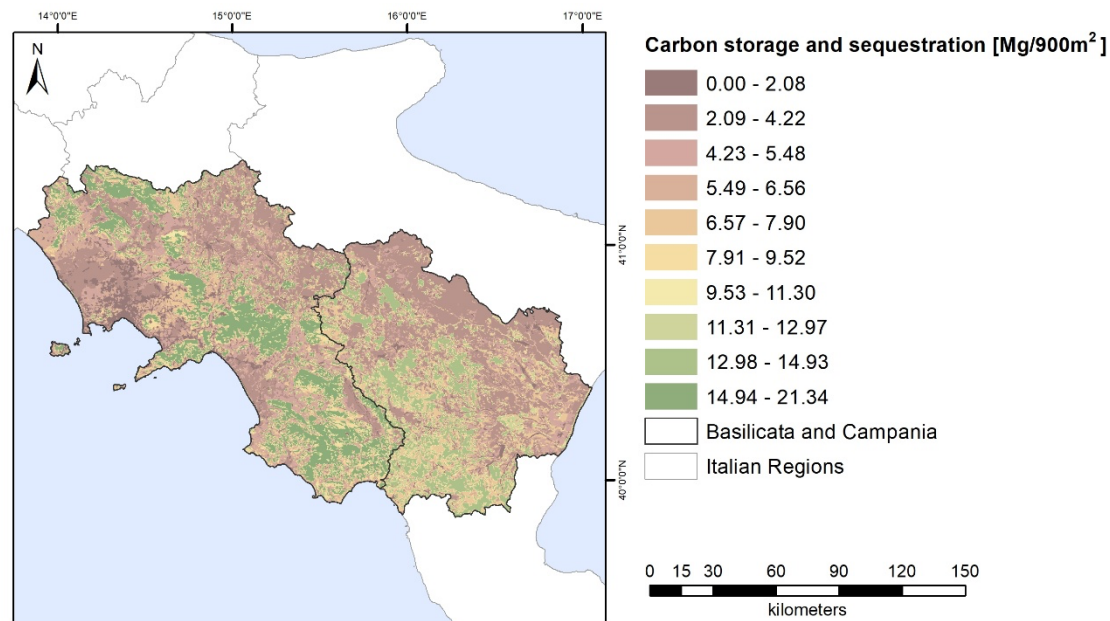 14°0'0"E 15°0'0"E 16°0'0"E 17°0'0"E
N
41°0'0"N
40°0'0"N
Carbon storage and sequestration [Mg/900m²]
0.00 - 2.08
2.09 - 4.22
4.23 - 5.48
5.49 - 6.56
6.57 - 7.90
7.91 - 9.52
9.53 - 11.30
11.31 - 12.97
12.98 - 14.93
14.94 - 21.34
Basilicata and Campania
Italian Regions
0 15 30 60 90 120 150
kilometers